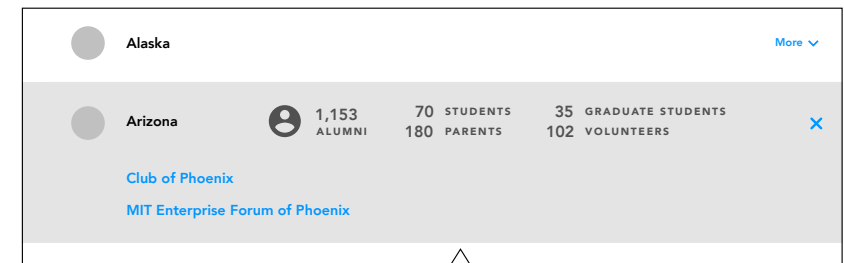 Alaska
More
Arizona
1,153 ALUMNI
70 STUDENTS
180 PARENTS
35 GRADUATE STUDENTS
102 VOLUNTEERS
Club of Phoenix
MIT Enterprise Forum of Phoenix